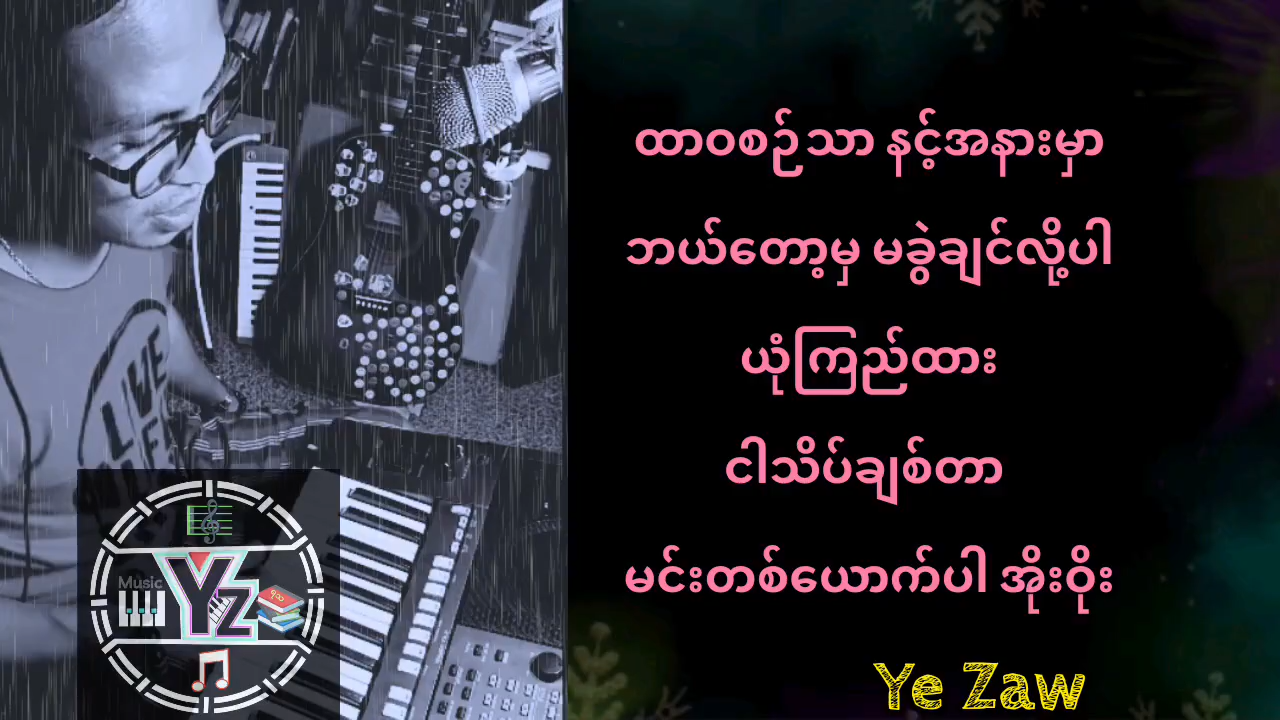 ထာဝစဉ်သာ နင့်အနားမှာ
ဘယ်တော့မှ မခွဲချင်လို့ပါ
ယုံကြည်ထား
ငါသိပ်ချစ်တာ
မင်းတစ်ယောက်ပါ အိုးဝိုး
Ye Zaw
LIVE
Music
YZ